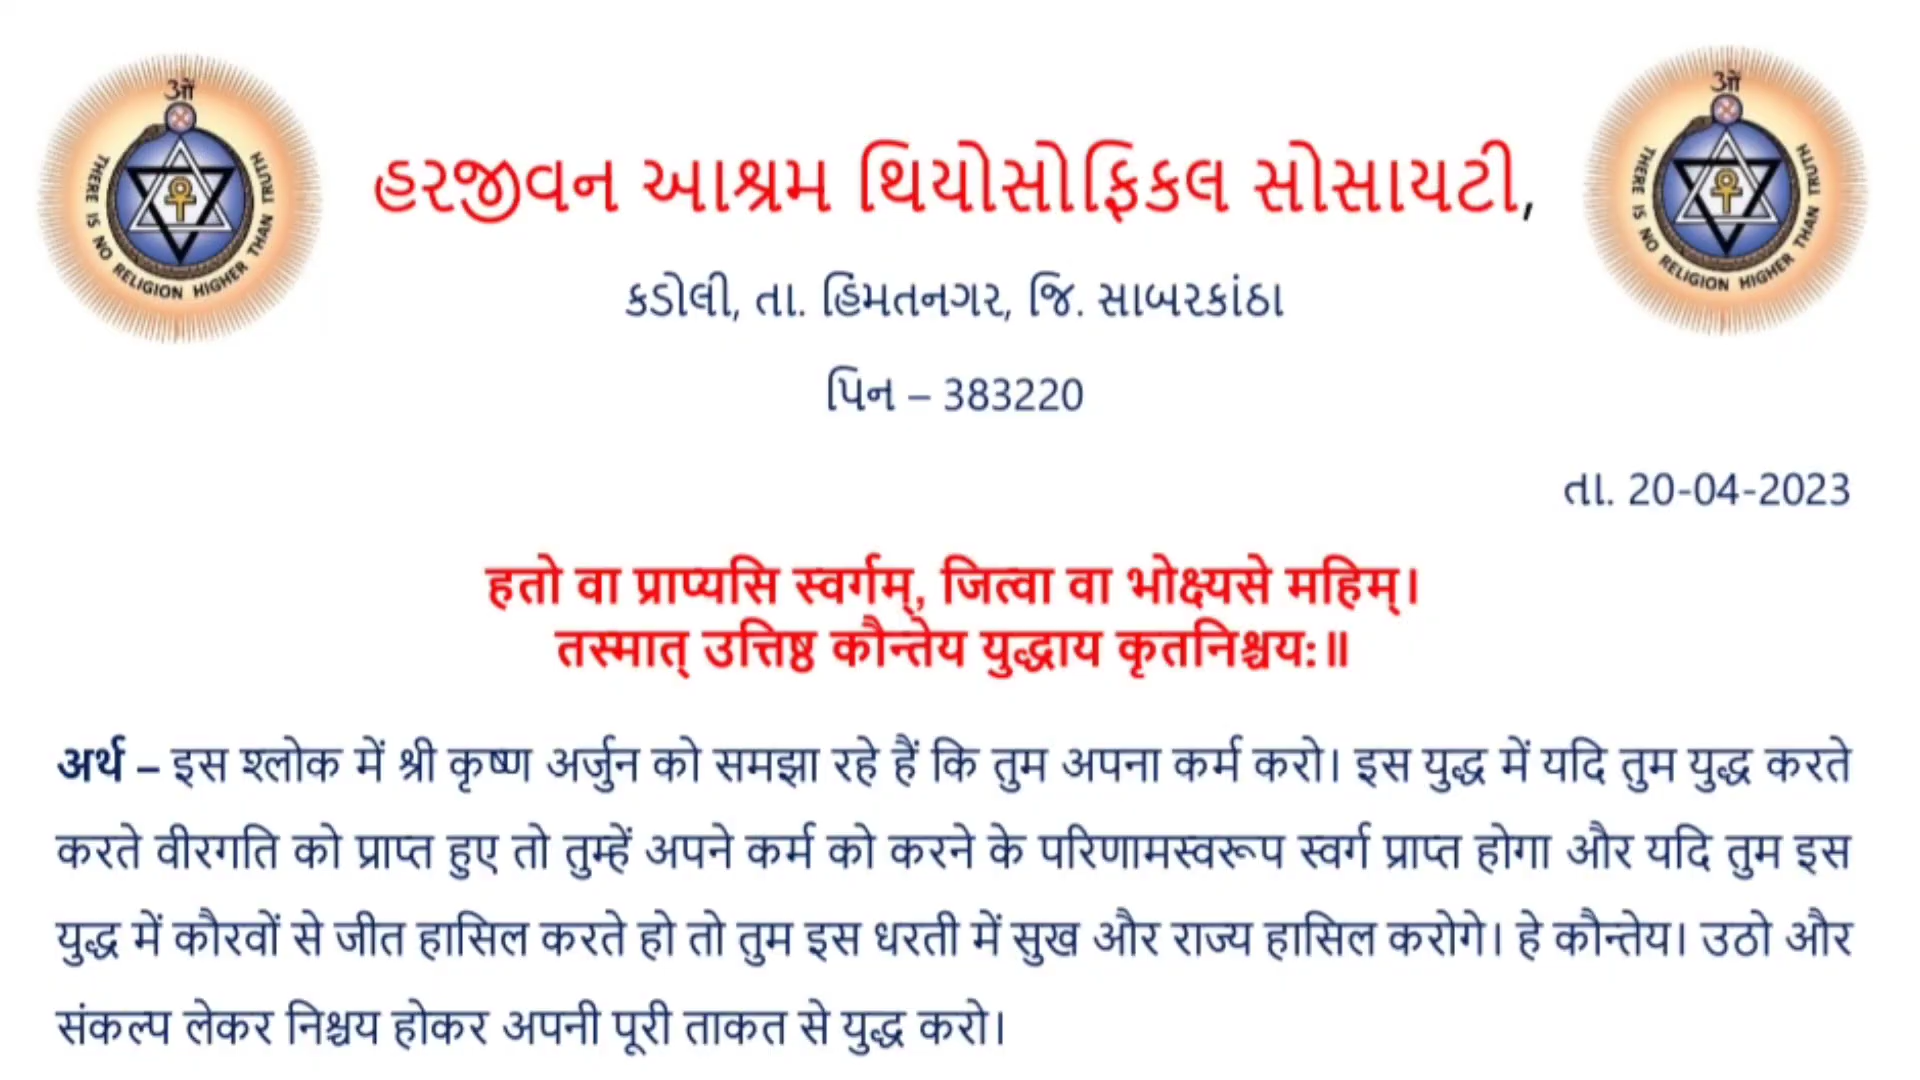 ओं
THERE IS NO RELIGION HIGHER THAN TRUTH
ओं
THERE IS NO RELIGION HIGHER THAN TRUTH
હરજીવન આશ્રમ થિયોસોફિકલ સોસાયટી,
કડોલી, તા. હિંમતનગર, જિ. સાબરકાંઠા
પિન – 383220
તા. 20-04-2023
हतो वा प्राप्यसि स्वर्गम्, जित्वा वा भोक्ष्यसे महिम्।
तस्मात् उत्तिष्ठ कौन्तेय युद्धाय कृतनिश्चय:॥
अर्थ – इस श्लोक में श्री कृष्ण अर्जुन को समझा रहे हैं कि तुम अपना कर्म करो। इस युद्ध में यदि तुम युद्ध करते
करते वीरगति को प्राप्त हुए तो तुम्हें अपने कर्म को करने के परिणामस्वरूप स्वर्ग प्राप्त होगा और यदि तुम इस
युद्ध में कौरवों से जीत हासिल करते हो तो तुम इस धरती में सुख और राज्य हासिल करोगे। हे कौन्तेय। उठो और
संकल्प लेकर निश्चय होकर अपनी पूरी ताकत से युद्ध करो।